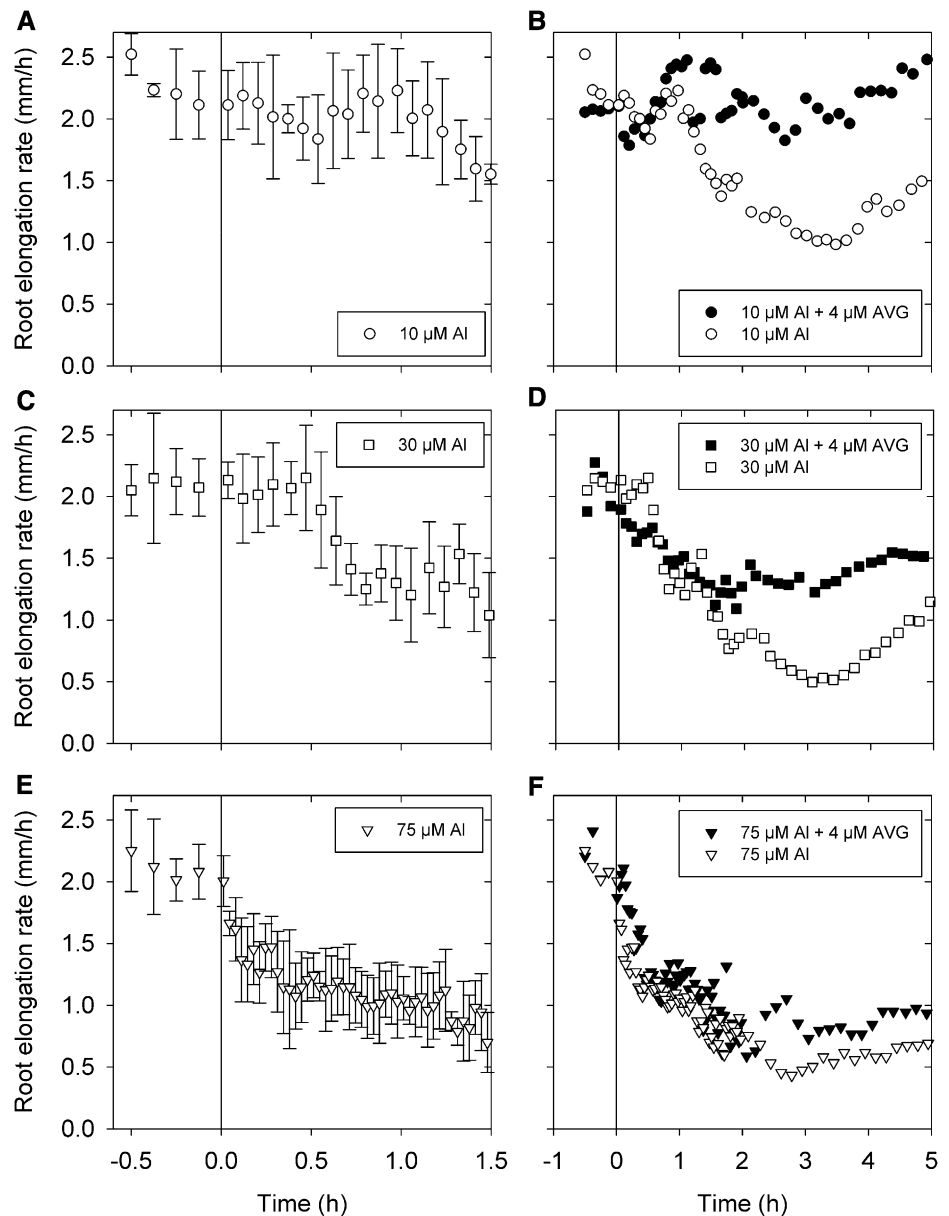 A
B
Root elongation rate (mm/h)
2.5
2.0
1.5
1.0
0.5
0.0
10 µM Al
10 µM Al + 4 µM AVG
10 µM Al
C
D
Root elongation rate (mm/h)
2.5
2.0
1.5
1.0
0.5
0.0
30 µM Al
30 µM Al + 4 µM AVG
30 µM Al
E
F
Root elongation rate (mm/h)
2.5
2.0
1.5
1.0
0.5
0.0
75 µM Al
75 µM Al + 4 µM AVG
75 µM Al
-0.5 0.0 0.5 1.0 1.5
-1 0 1 2 3 4 5
Time (h)
Time (h)